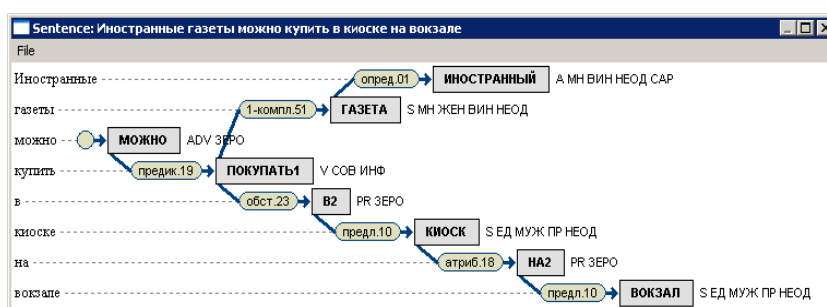 Sentence: Иностранные газеты можно купить в киоске на вокзале
File
Иностранные опред.01 ИНОСТРАННЫЙ A МН ВИН НЕОД CAP
газеты 1-компл.51 ГАЗЕТА S МН ЖЕН ВИН НЕОД
можно МОЖНО ADV ЗЕРО
купить предик.19 ПОКУПАТЬ1 V СОВ ИНФ
в обст.23 В2 PR ЗЕРО
киоске предл.10 КИОСК S ЕД МУЖ ПР НЕОД
на атриб.18 НА2 PR ЗЕРО
вокзале предл.10 ВОКЗАЛ S ЕД МУЖ ПР НЕОД